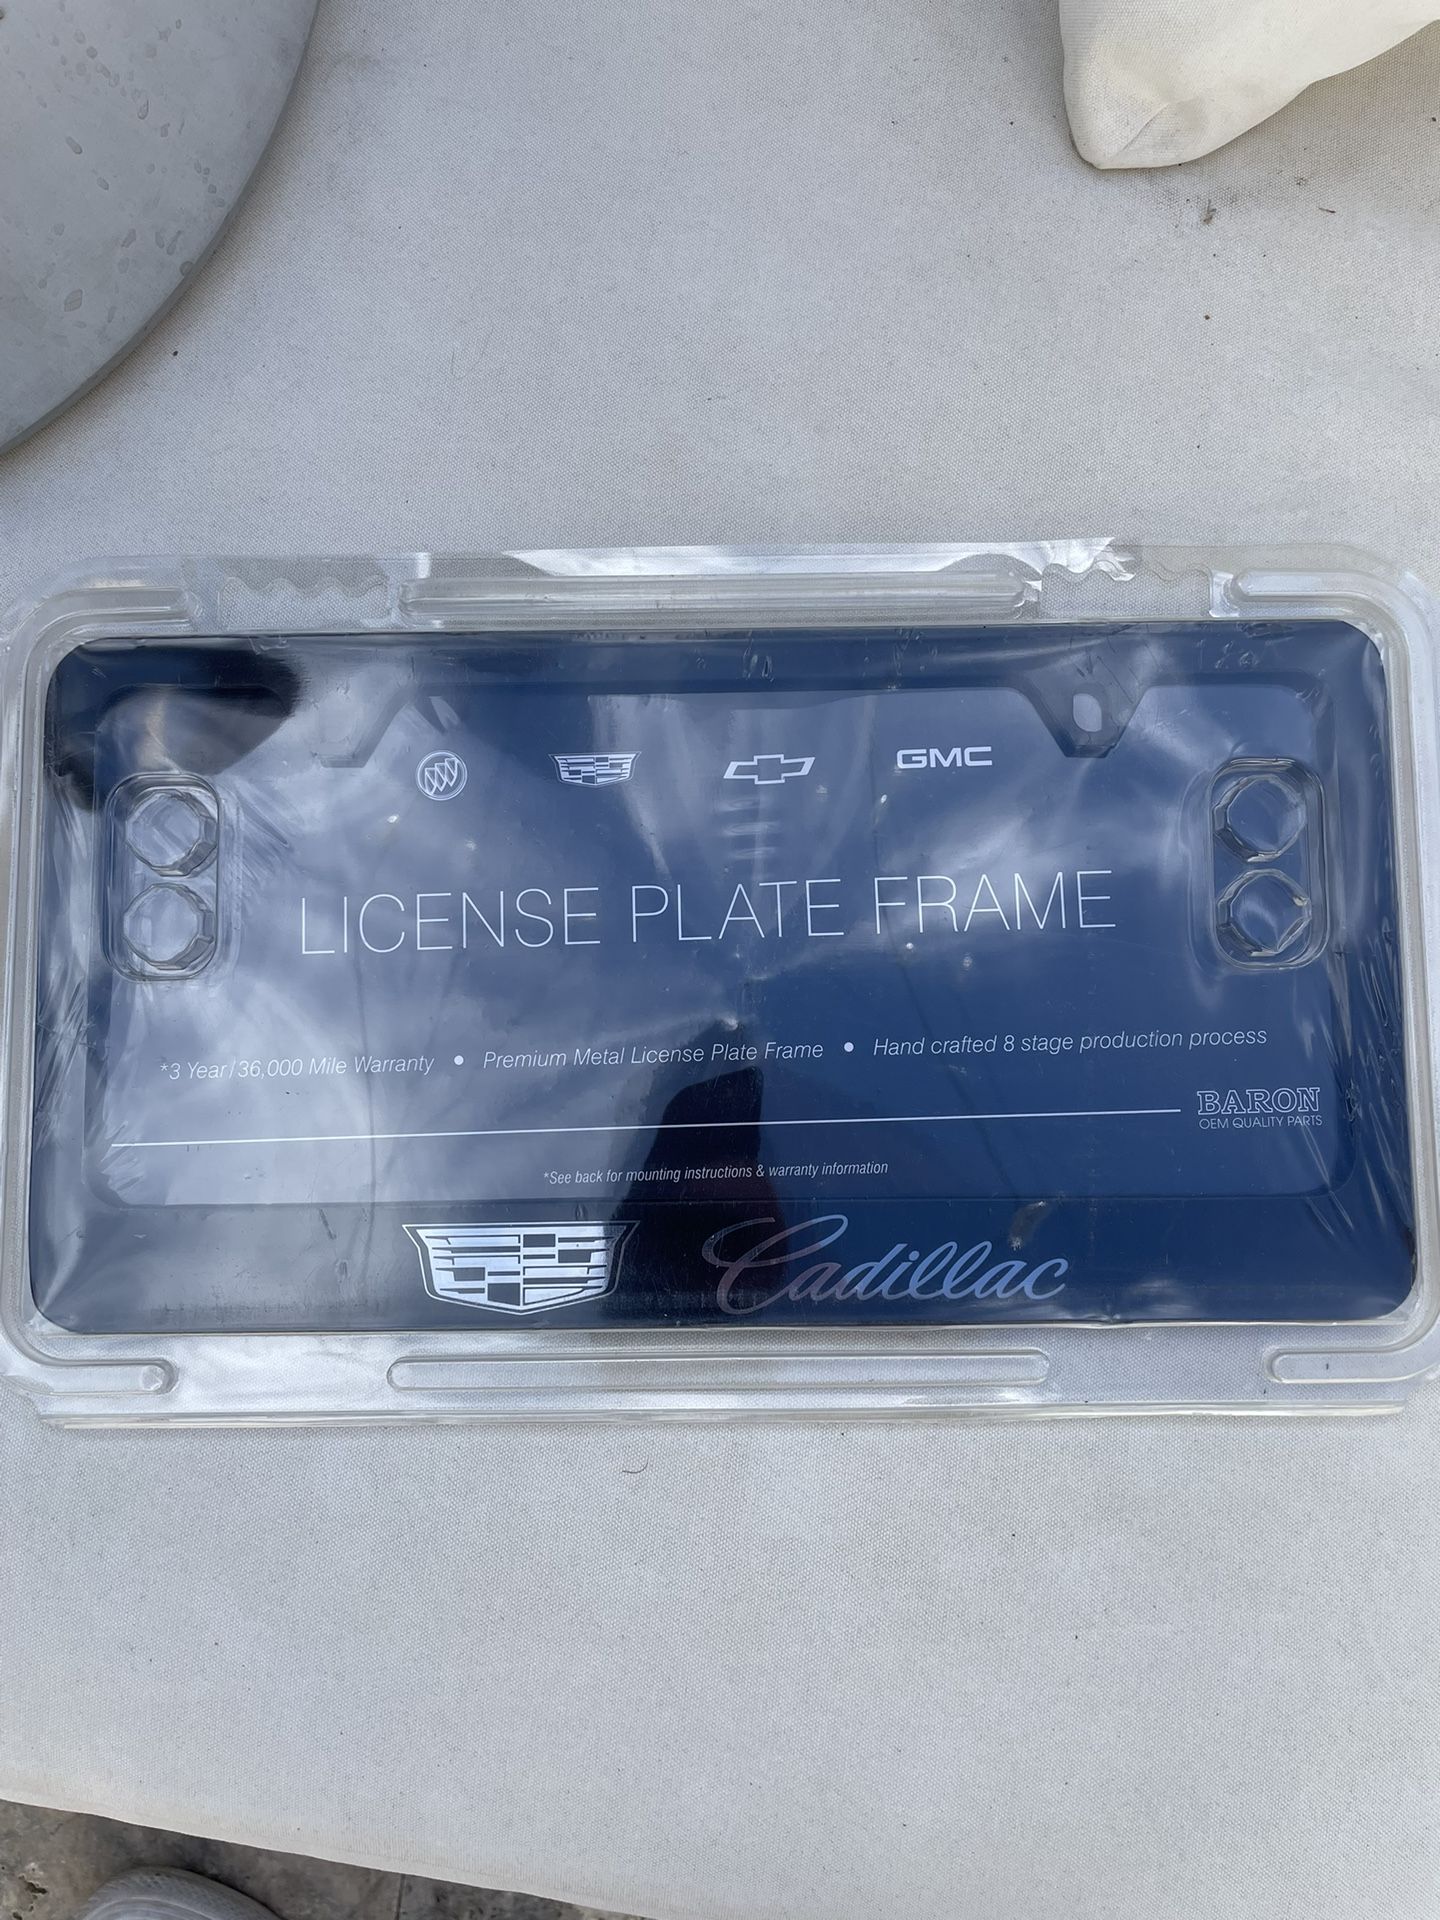 GMC
LICENSE PLATE FRAME
*3 Year/36,000 Mile Warranty • Premium Metal License Plate Frame • Hand crafted 8 stage production process
BARON
OEM QUALITY PARTS
*See back for mounting instructions & warranty information
Cadillac